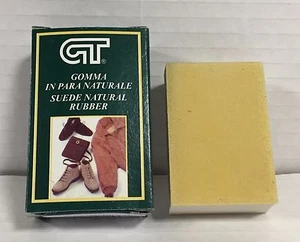 GT®
GOMMA
IN PARA NATURALE
SUEDE NATURAL
RUBBER